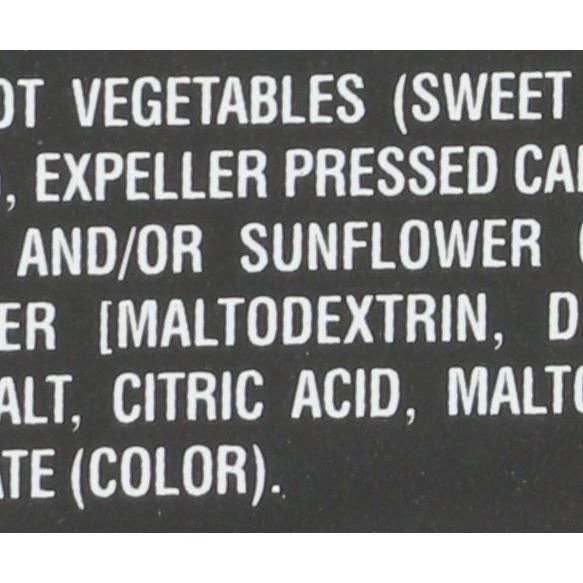 OT VEGETABLES (SWEET
, EXPELLER PRESSED CA
AND/OR SUNFLOWER (
ER [MALTODEXTRIN, D
ALT, CITRIC ACID, MALTO
ATE (COLOR).